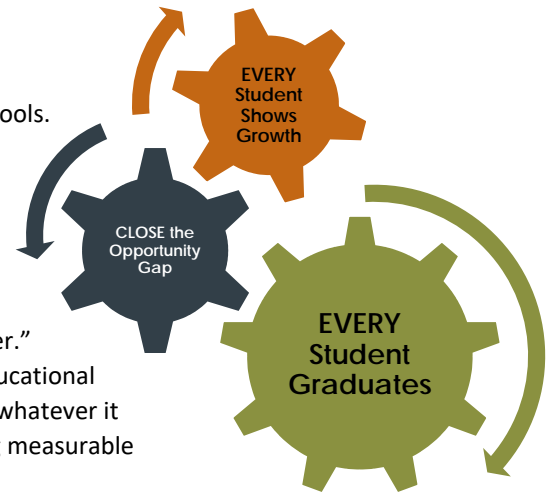 EVERY
Student
Shows
Growth
ools.
CLOSE the
Opportunity
Gap
EVERY
Student
Graduates
er.”
ucational
whatever it
g measurable